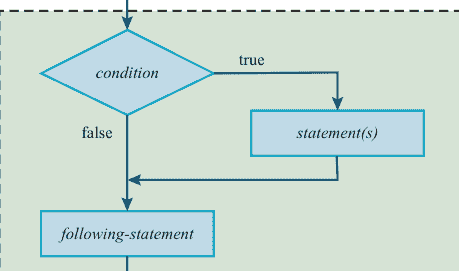 condition
true
false
statement(s)
following-statement